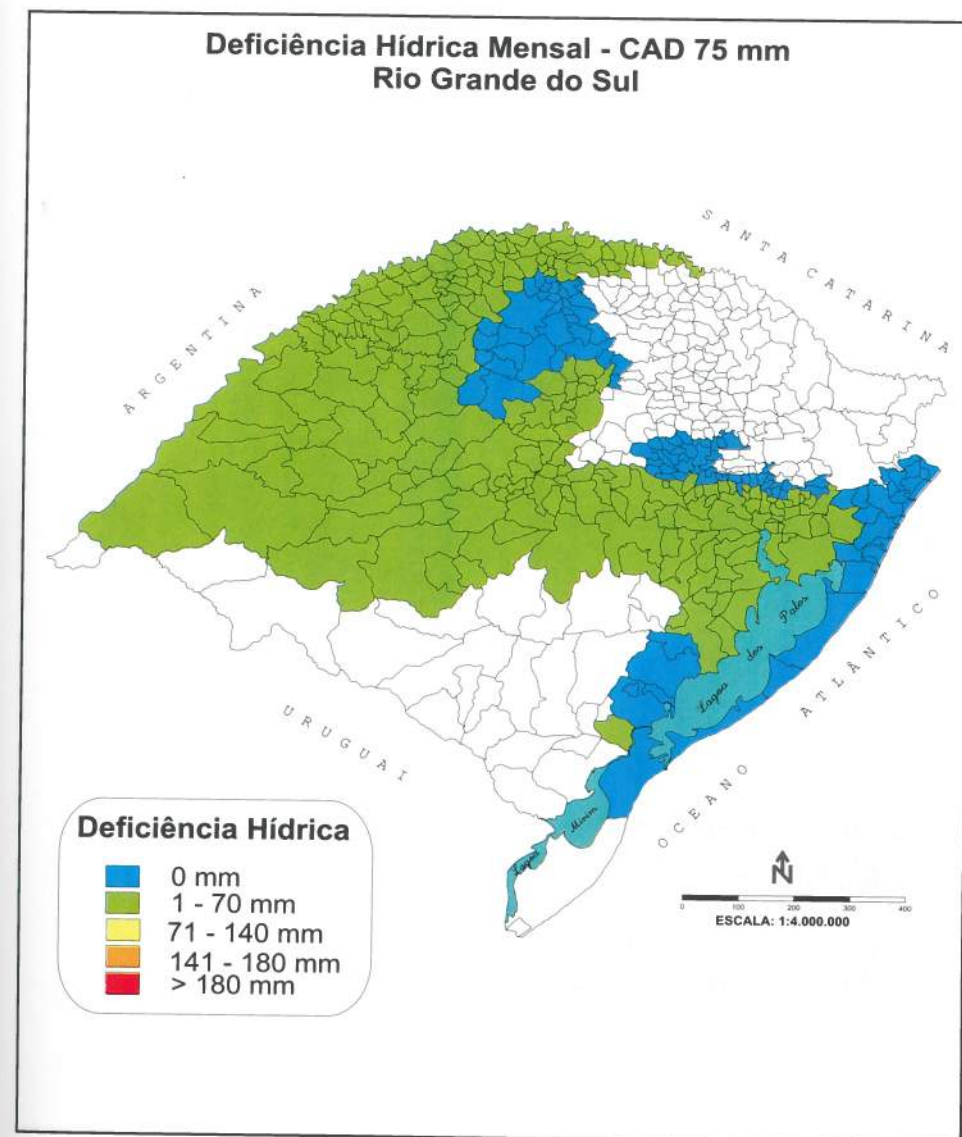 Deficiência Hídrica Mensal - CAD 75 mm
Rio Grande do Sul
SANTA CATARINA
ARGENTINA
Lagoa dos Patos
OCEANO ATLÂNTICO
URUGUAI
Lagoa Mirim
Deficiência Hídrica
0 mm
1 - 70 mm
71 - 140 mm
141 - 180 mm
> 180 mm
N
0 100 200 300 400
ESCALA: 1:4.000.000